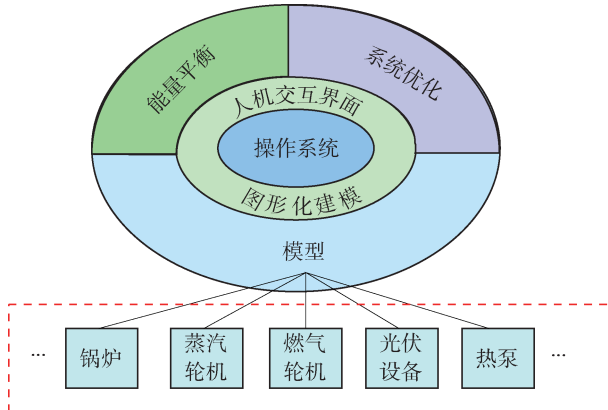 能量平衡
系统优化
人机交互界面
操作系统
图形化建模
模型
... 锅炉
蒸汽
轮机
燃气
轮机
光伏
设备
热泵 ...